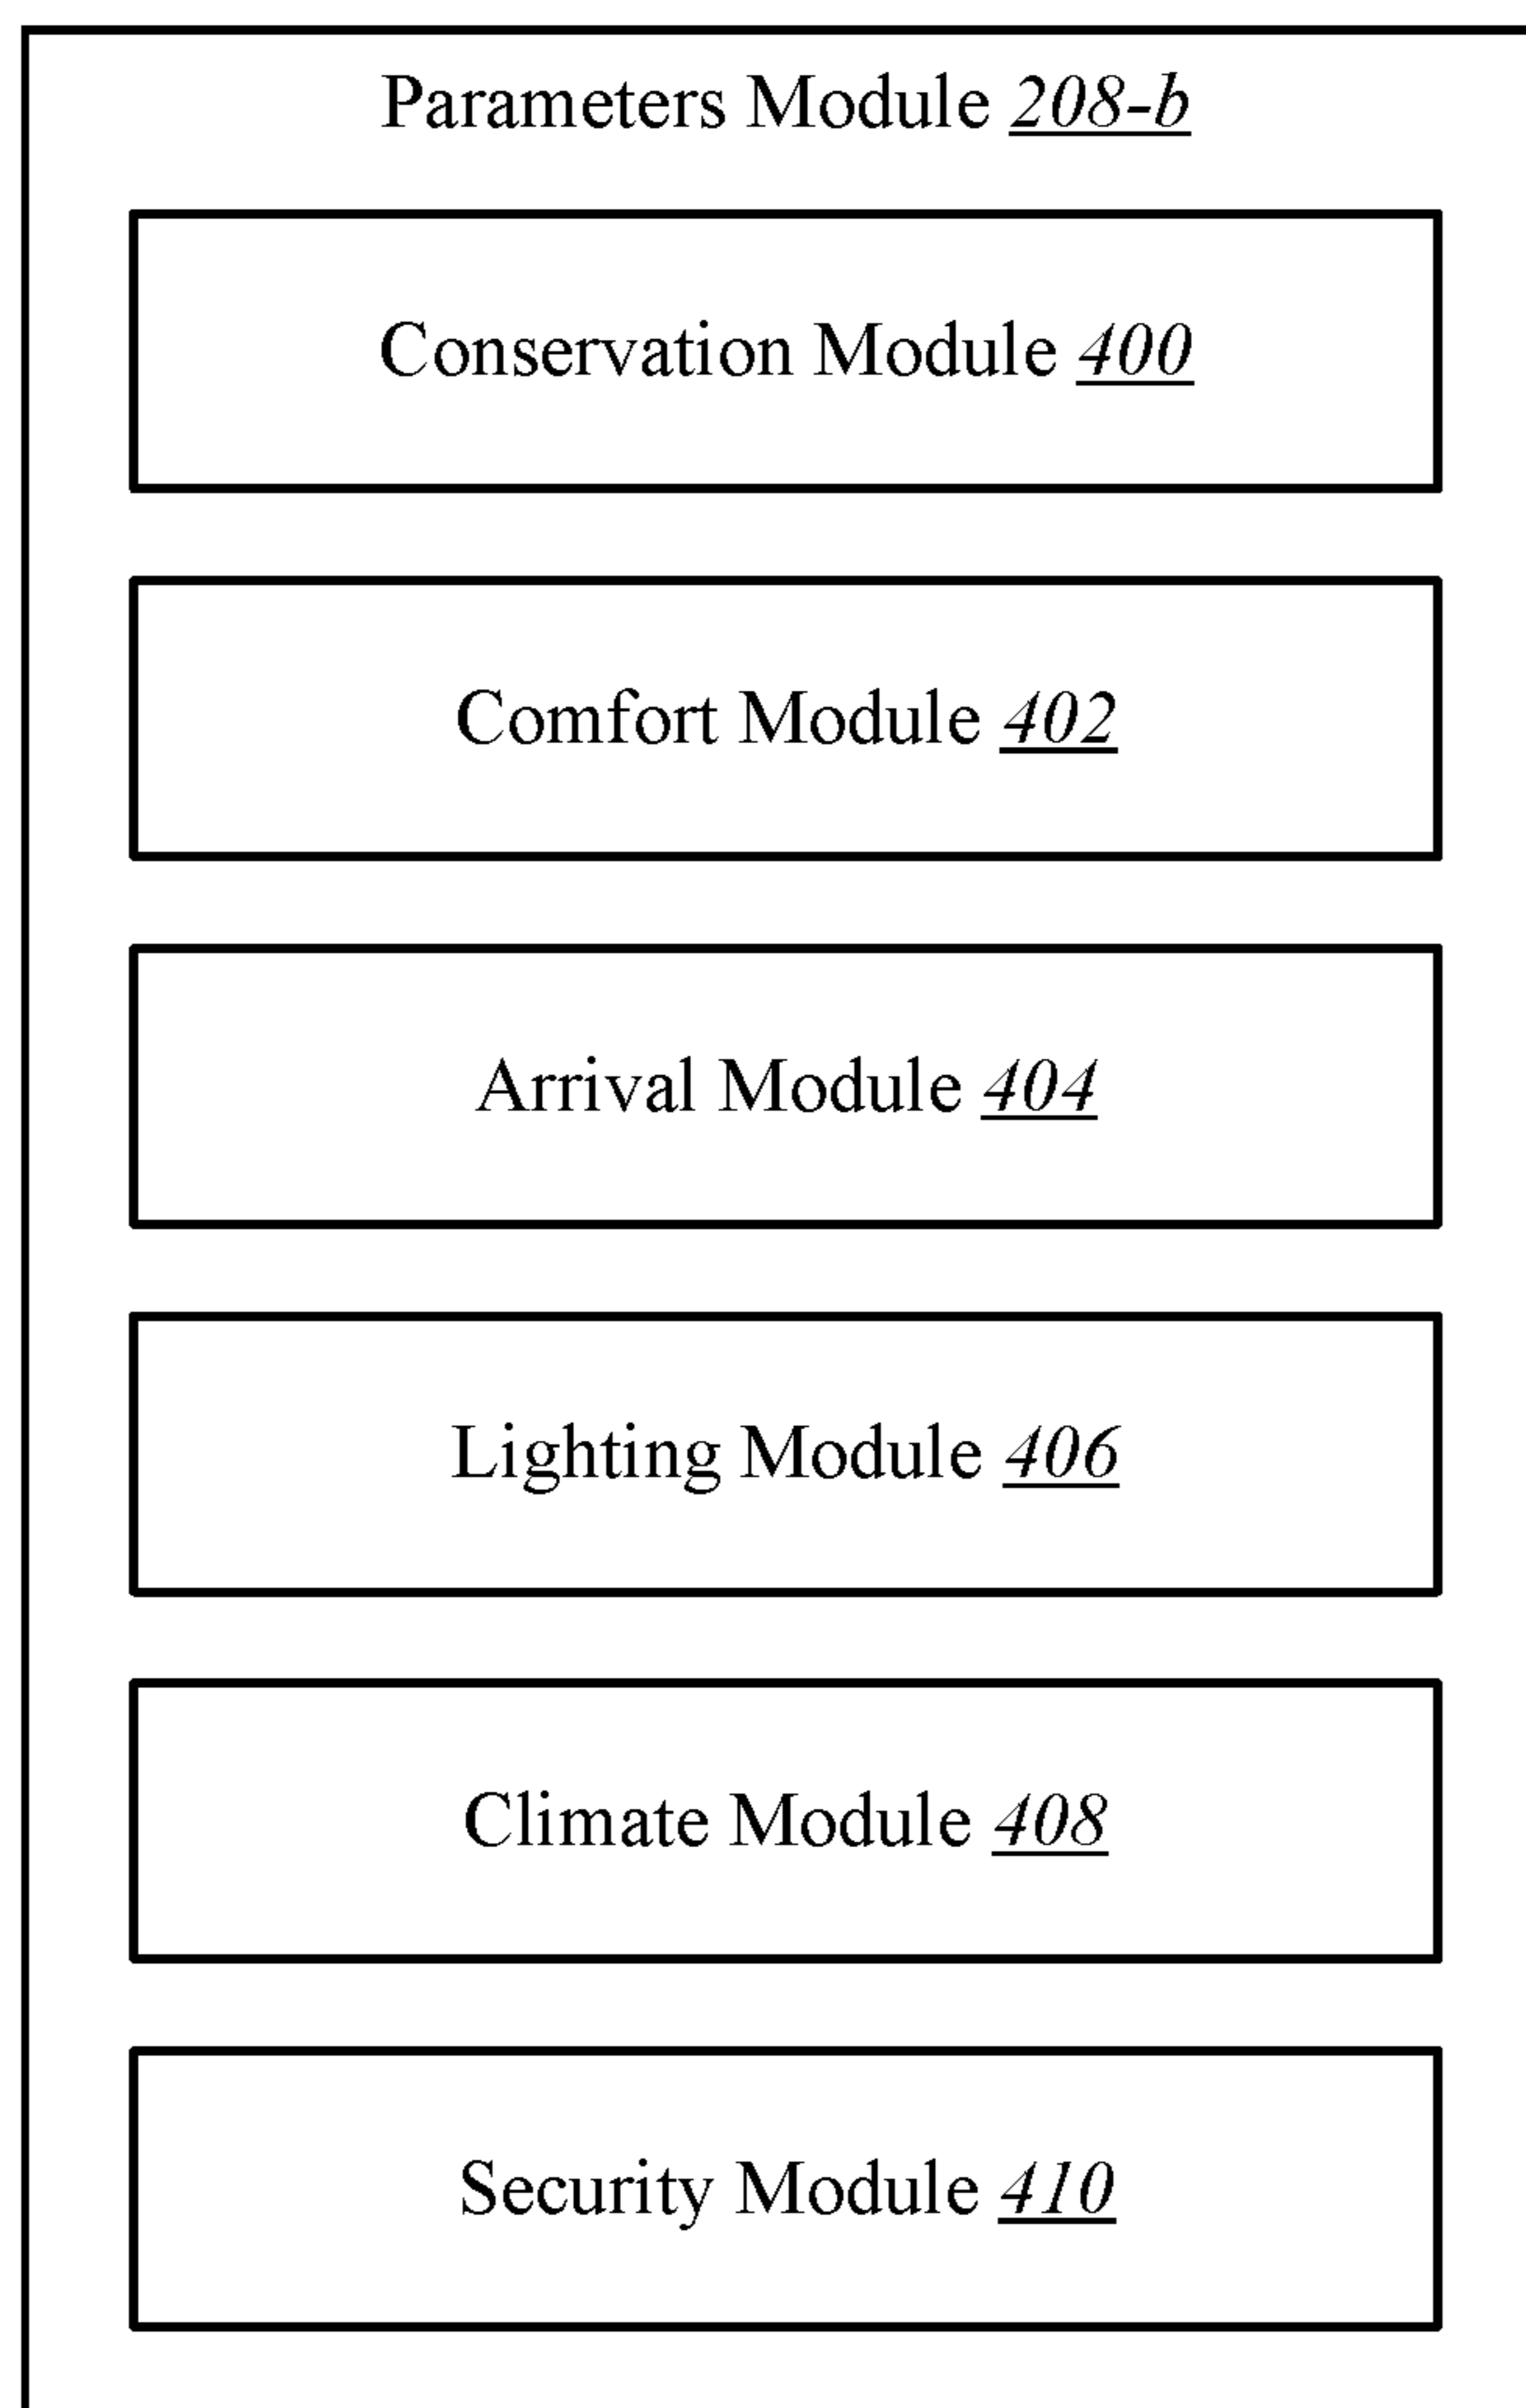 Parameters Module 208-b
Conservation Module 400
Comfort Module 402
Arrival Module 404
Lighting Module 406
Climate Module 408
Security Module 410